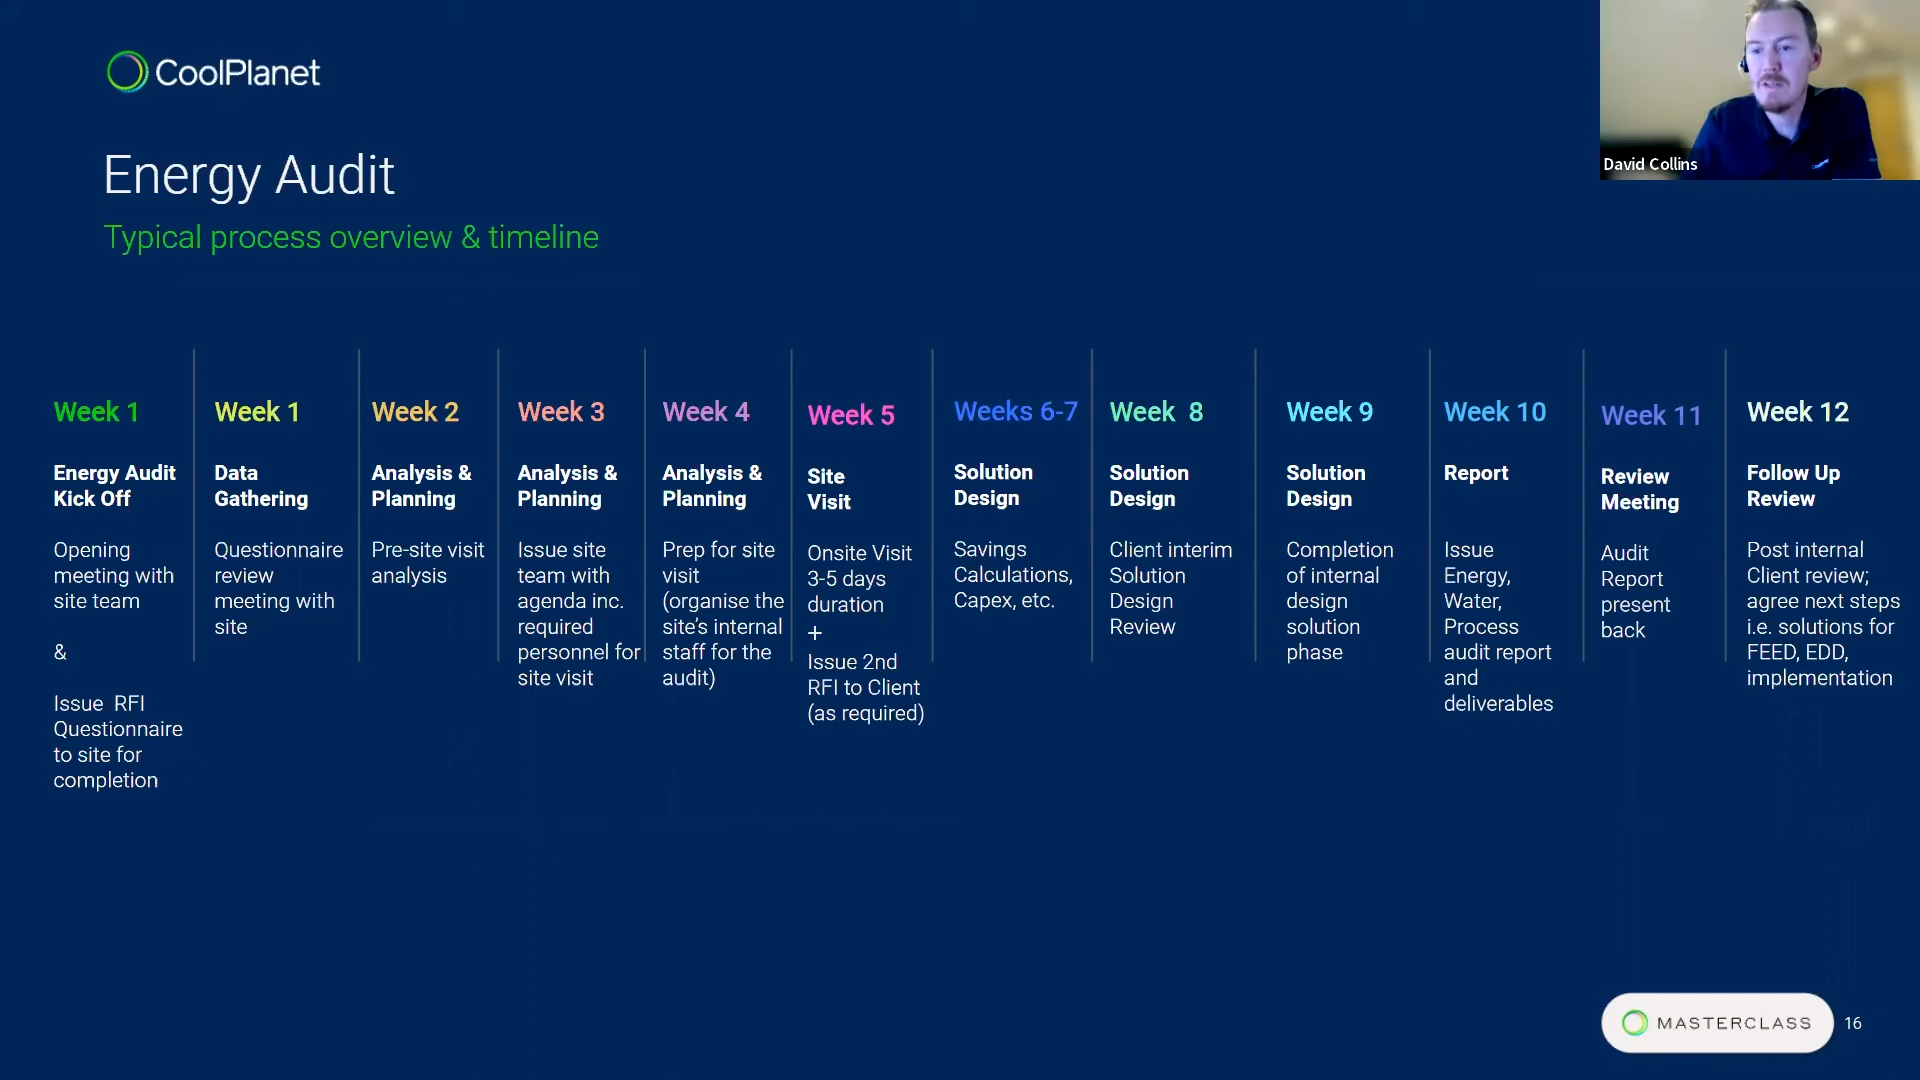 CoolPlanet
David Collins
Energy Audit
Typical process overview & timeline
Week 1
Energy Audit
Kick Off
Opening
meeting with
site team
&
Issue RFI
Questionnaire
to site for
completion
Week 1
Data
Gathering
Questionnaire
review
meeting with
site
Week 2
Analysis &
Planning
Pre-site visit
analysis
Week 3
Analysis &
Planning
Issue site
team with
agenda inc.
required
personnel for
site visit
Week 4
Analysis &
Planning
Prep for site
visit
(organise the
site’s internal
staff for the
audit)
Week 5
Site
Visit
Onsite Visit
3-5 days
duration
+
Issue 2nd
RFI to Client
(as required)
Weeks 6-7
Solution
Design
Savings
Calculations,
Capex, etc.
Week 8
Solution
Design
Client interim
Solution
Design
Review
Week 9
Solution
Design
Completion
of internal
design
solution
phase
Week 10
Report
Issue
Energy,
Water,
Process
audit report
and
deliverables
Week 11
Review
Meeting
Audit
Report
present
back
Week 12
Follow Up
Review
Post internal
Client review;
agree next steps
i.e. solutions for
FEED, EDD,
implementation
MASTERCLASS
16